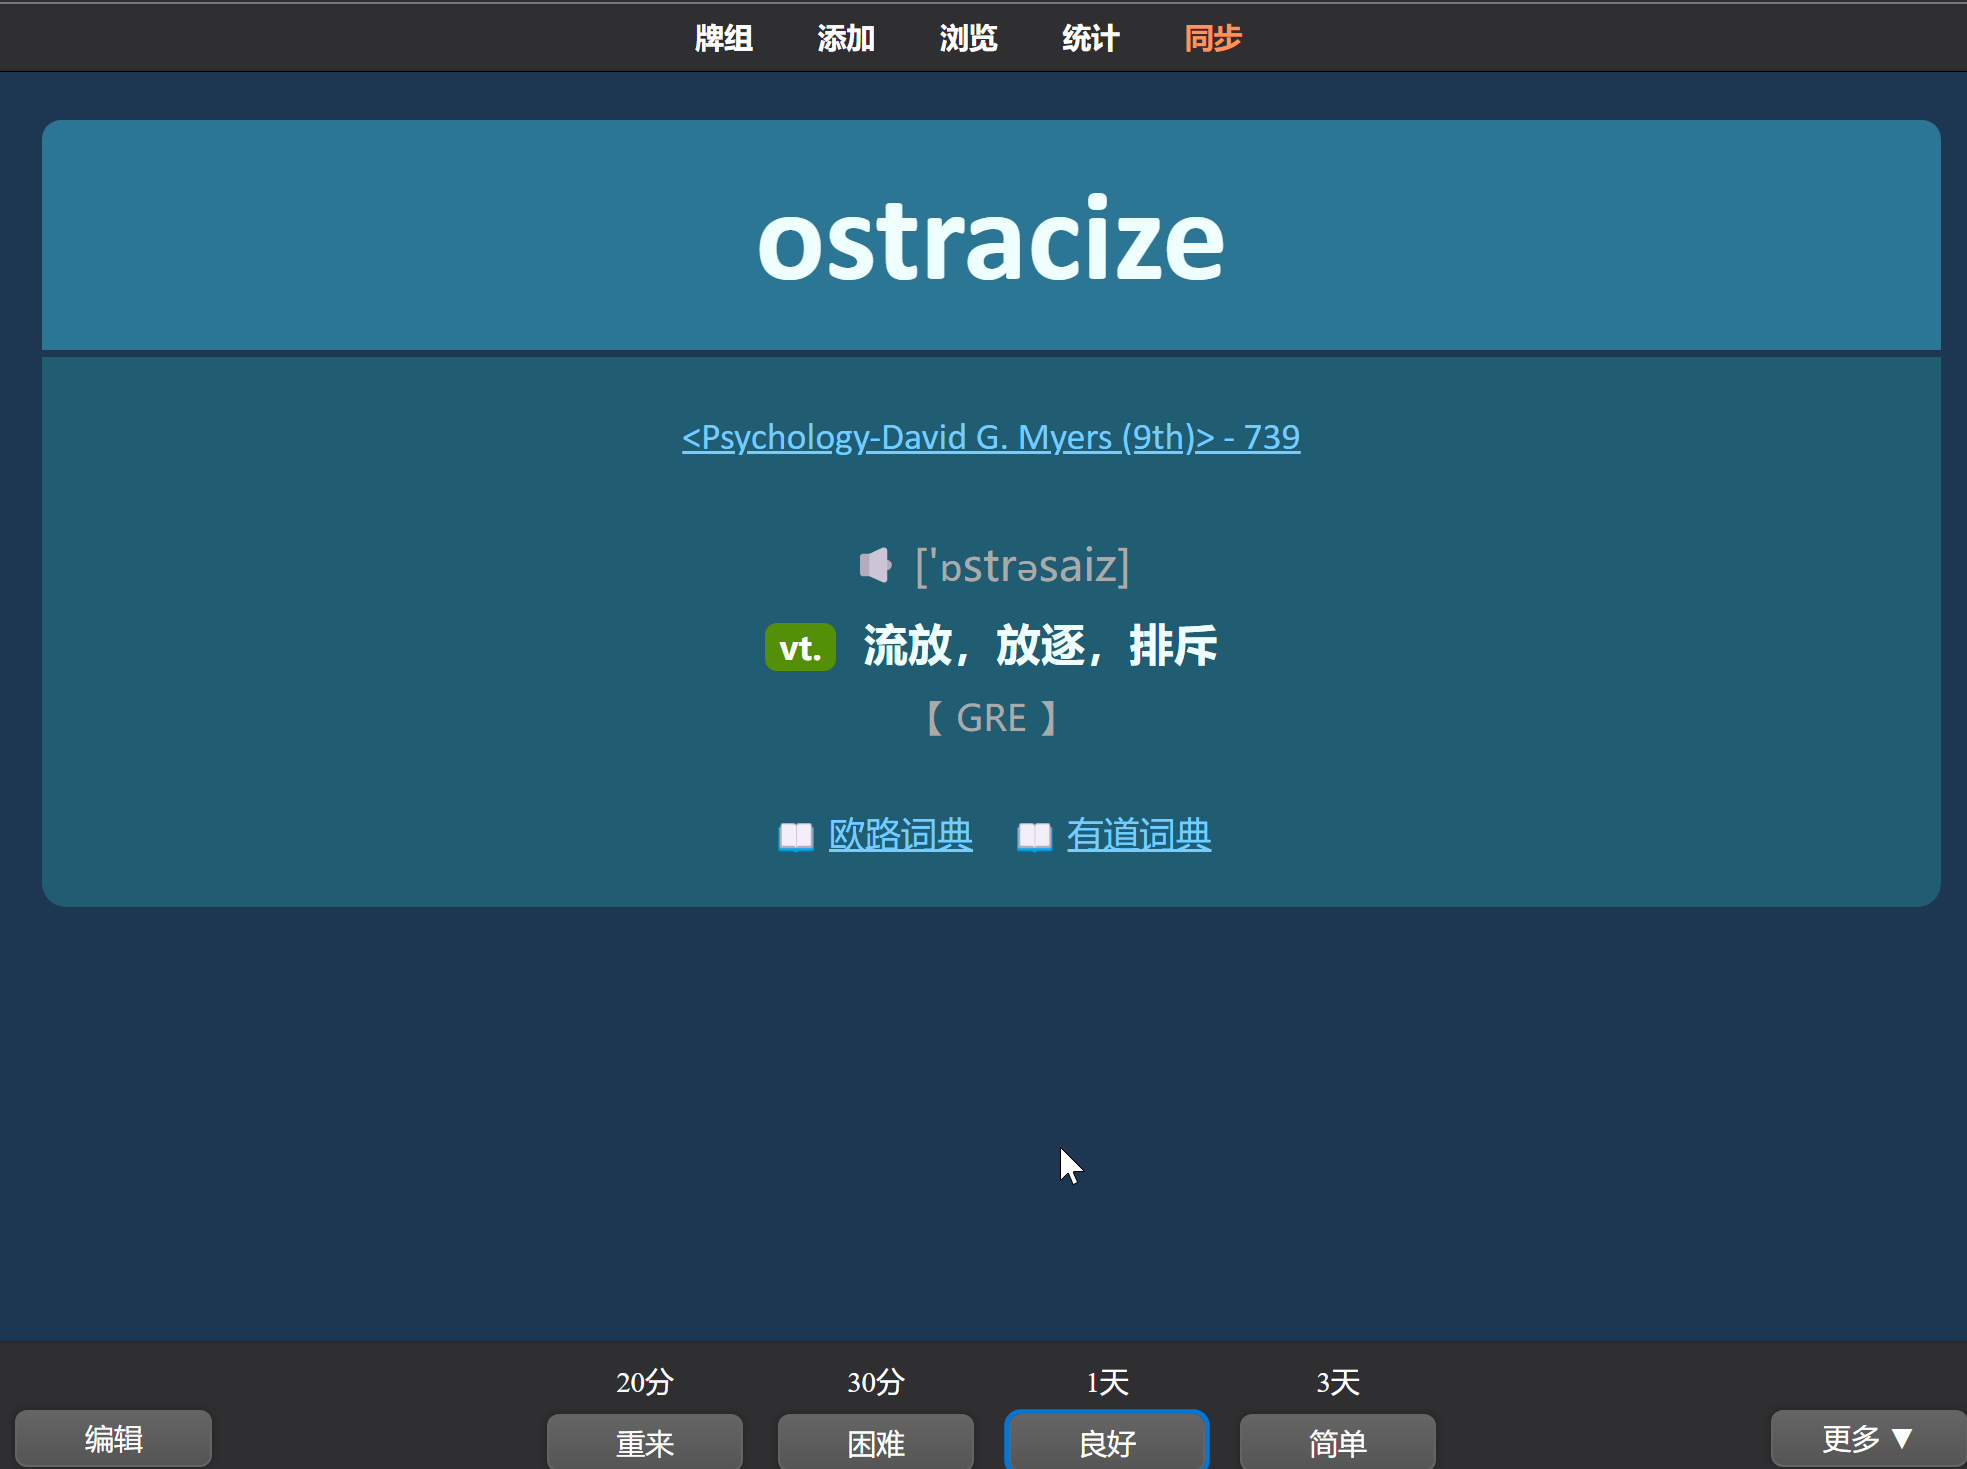 牌组 添加 浏览 统计 同步
ostracize
<Psychology-David G. Myers (9th)> - 739
[ˈɒstrəsaiz]
vt. 流放，放逐，排斥
【 GRE 】
欧路词典 有道词典
20分 30分 1天 3天
编辑 重来 困难 良好 简单 更多 ▼